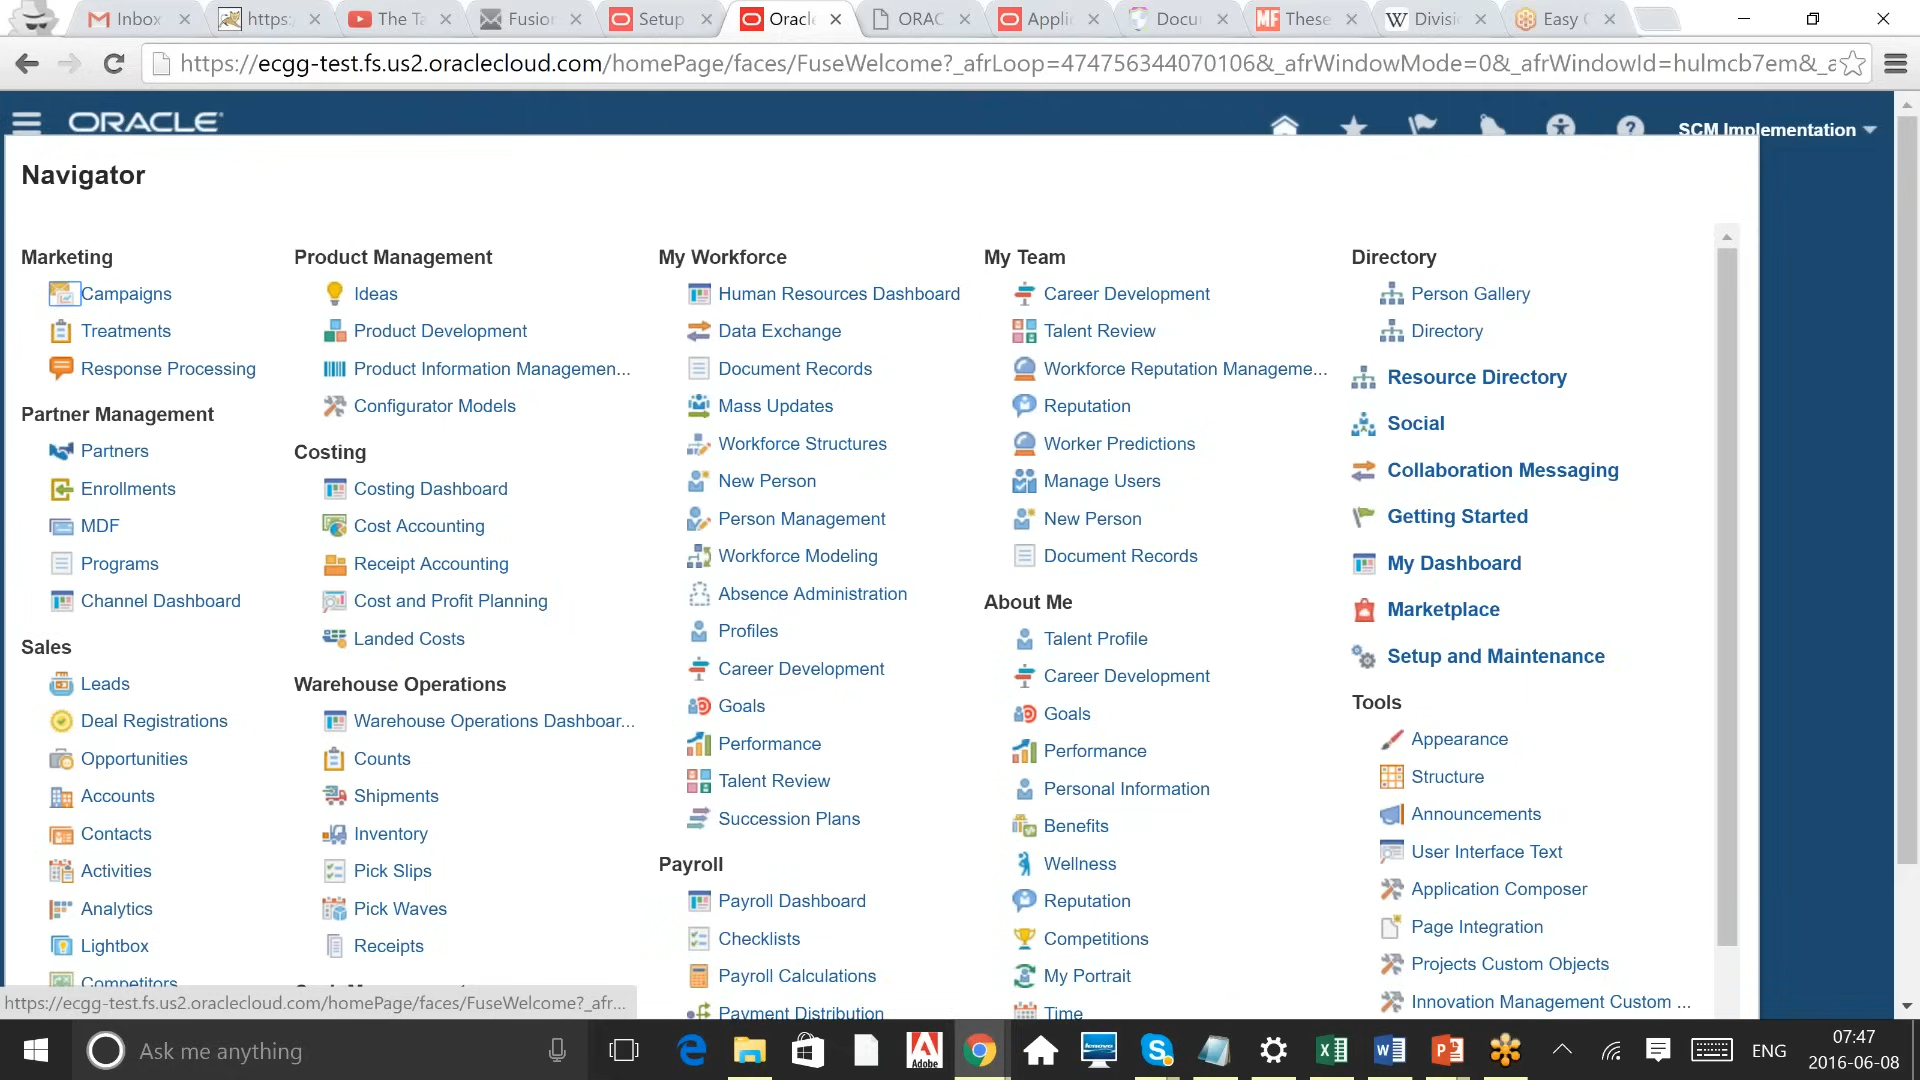 Inbox
https:
The Ta
Fusion
Setup
Oracle
ORAC
Applic
Docu
These
Divisi
Easy
https://ecgg-test.fs.us2.oraclecloud.com/homePage/faces/FuseWelcome?_afrLoop=474756344070106&_afrWindowMode=0&_afrWindowId=hulmcb7em&_a
ORACLE
SCM Implementation
Navigator
Marketing
Campaigns
Treatments
Response Processing
Partner Management
Partners
Enrollments
MDF
Programs
Channel Dashboard
Sales
Leads
Deal Registrations
Opportunities
Accounts
Contacts
Activities
Analytics
Lightbox
Competitors
Product Management
Ideas
Product Development
Product Information Managemen...
Configurator Models
Costing
Costing Dashboard
Cost Accounting
Receipt Accounting
Cost and Profit Planning
Landed Costs
Warehouse Operations
Warehouse Operations Dashboar...
Counts
Shipments
Inventory
Pick Slips
Pick Waves
Receipts
My Workforce
Human Resources Dashboard
Data Exchange
Document Records
Mass Updates
Workforce Structures
New Person
Person Management
Workforce Modeling
Absence Administration
Profiles
Career Development
Goals
Performance
Talent Review
Succession Plans
Payroll
Payroll Dashboard
Checklists
Payroll Calculations
Payment Distribution
My Team
Career Development
Talent Review
Workforce Reputation Manageme...
Reputation
Worker Predictions
Manage Users
New Person
Document Records
About Me
Talent Profile
Career Development
Goals
Performance
Personal Information
Benefits
Wellness
Reputation
Competitions
My Portrait
Time
Directory
Person Gallery
Directory
Resource Directory
Social
Collaboration Messaging
Getting Started
My Dashboard
Marketplace
Setup and Maintenance
Tools
Appearance
Structure
Announcements
User Interface Text
Application Composer
Page Integration
Projects Custom Objects
Innovation Management Custom ...
https://ecgg-test.fs.us2.oraclecloud.com/homePage/faces/FuseWelcome?_afr...
Ask me anything
Adobe
lenovo
ENG
07:47
2016-06-08